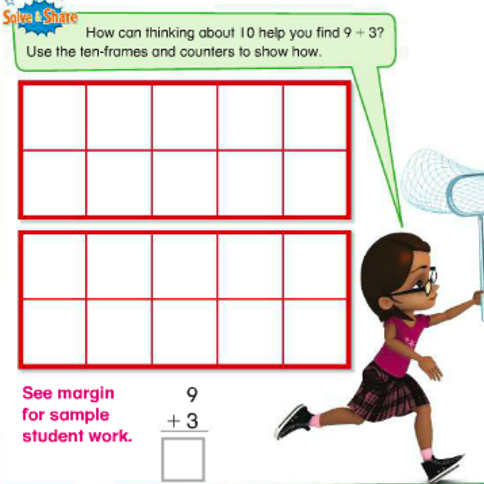 Solve & Share
How can thinking about 10 help you find 9 + 3?
Use the ten-frames and counters to show how.
See margin
for sample
student work.
9
+ 3